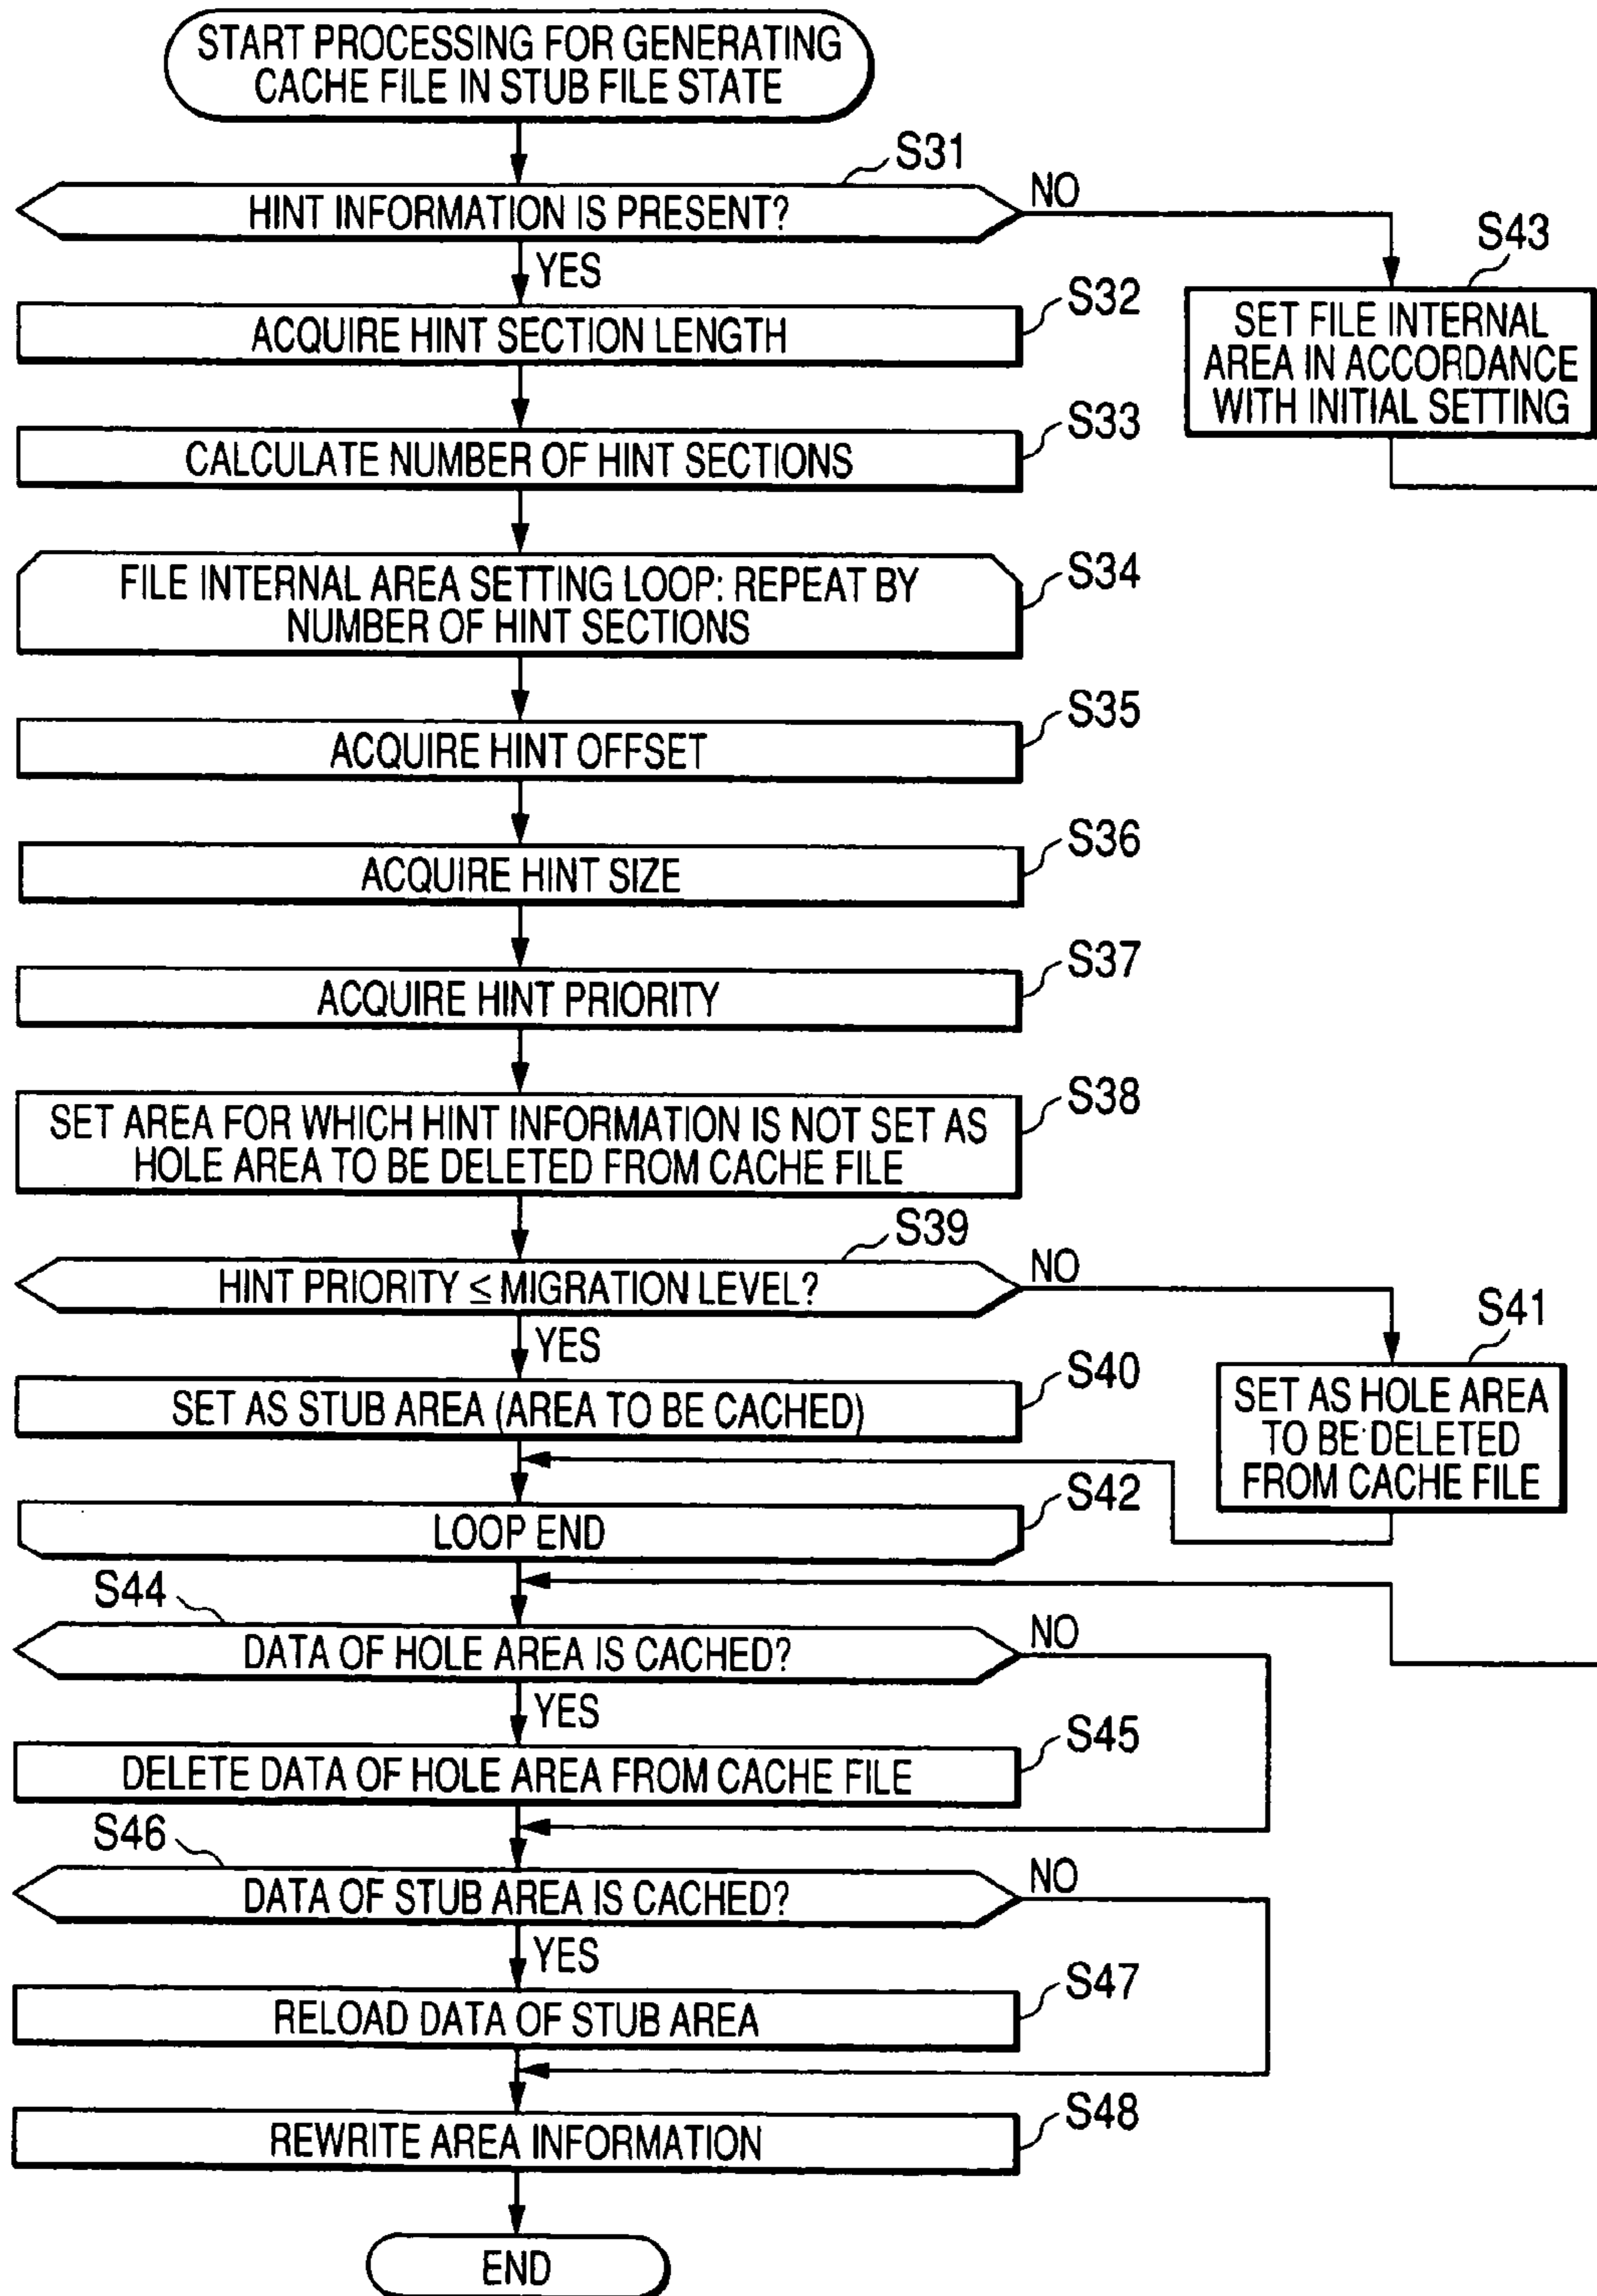 START PROCESSING FOR GENERATING
CACHE FILE IN STUB FILE STATE
S31
HINT INFORMATION IS PRESENT?
NO
YES
S43
SET FILE INTERNAL
AREA IN ACCORDANCE
WITH INITIAL SETTING
S32
ACQUIRE HINT SECTION LENGTH
S33
CALCULATE NUMBER OF HINT SECTIONS
S34
FILE INTERNAL AREA SETTING LOOP: REPEAT BY
NUMBER OF HINT SECTIONS
S35
ACQUIRE HINT OFFSET
S36
ACQUIRE HINT SIZE
S37
ACQUIRE HINT PRIORITY
S38
SET AREA FOR WHICH HINT INFORMATION IS NOT SET AS
HOLE AREA TO BE DELETED FROM CACHE FILE
S39
HINT PRIORITY ≤ MIGRATION LEVEL?
NO
YES
S41
SET AS HOLE AREA
TO BE DELETED
FROM CACHE FILE
S40
SET AS STUB AREA (AREA TO BE CACHED)
S42
LOOP END
S44
DATA OF HOLE AREA IS CACHED?
NO
YES
S45
DELETE DATA OF HOLE AREA FROM CACHE FILE
S46
DATA OF STUB AREA IS CACHED?
NO
YES
S47
RELOAD DATA OF STUB AREA
S48
REWRITE AREA INFORMATION
END